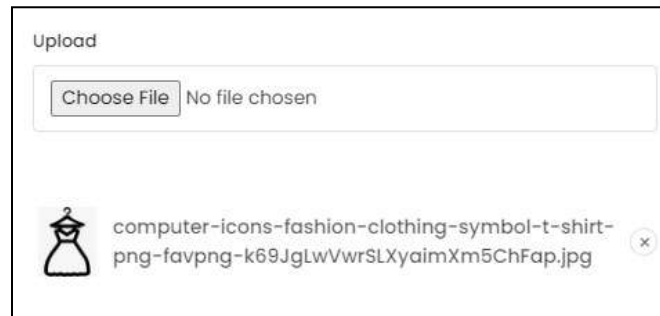 Upload
Choose File No file chosen
computer-icons-fashion-clothing-symbol-t-shirt-
png-favpng-k69JgLwVwrSLXyaimXm5ChFap.jpg